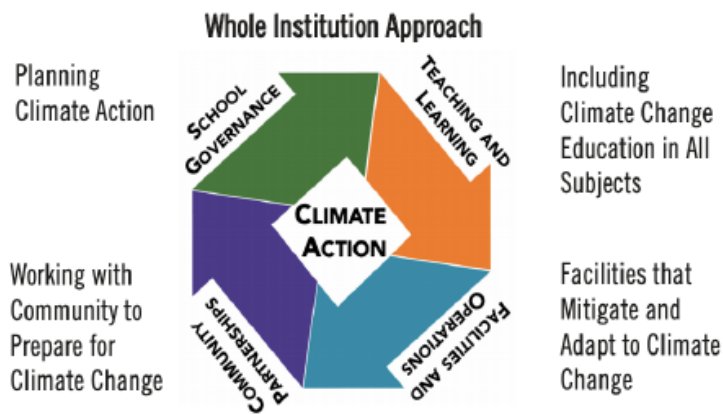 Whole Institution Approach
Planning
Climate Action
SCHOOL
GOVERNANCE
TEACHING AND
LEARNING
Including
Climate Change
Education in All
Subjects
CLIMATE
ACTION
Working with
Community to
Prepare for
Climate Change
COMMUNITY
PARTNERSHIPS
FACILITIES AND
OPERATIONS
Facilities that
Mitigate and
Adapt to Climate
Change